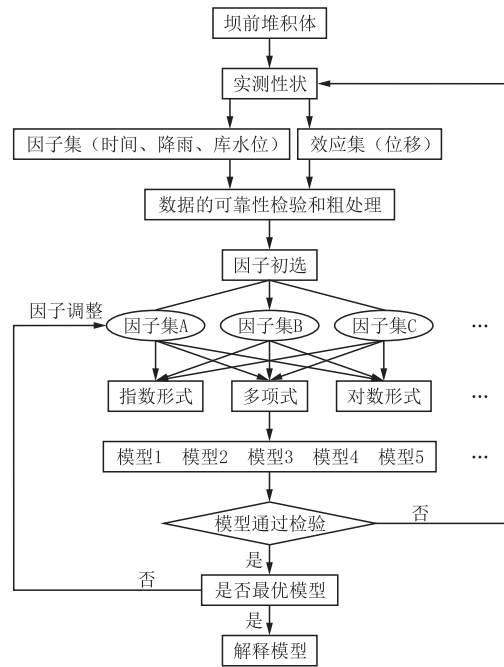 坝前堆积体
实测性状
因子集（时间、降雨、库水位）
效应集（位移）
数据的可靠性检验和粗处理
因子初选
因子调整
因子集A
因子集B
因子集C
…
指数形式
多项式
对数形式
…
模型1 模型2 模型3 模型4 模型5
…
模型通过检验
否
是
否
是否最优模型
是
解释模型